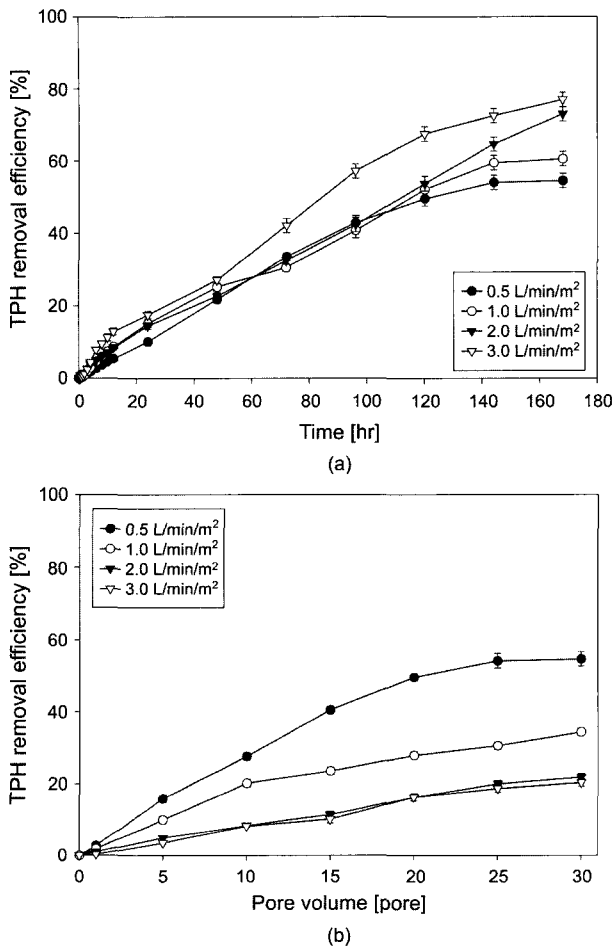 100
80
60
40
20
0
TPH removal efficiency [%]
0.5 L/min/m²
1.0 L/min/m²
2.0 L/min/m²
3.0 L/min/m²
0 20 40 60 80 100 120 140 160 180
Time [hr]
(a)
100
80
60
40
20
0
TPH removal efficiency [%]
0.5 L/min/m²
1.0 L/min/m²
2.0 L/min/m²
3.0 L/min/m²
0 5 10 15 20 25 30
Pore volume [pore]
(b)